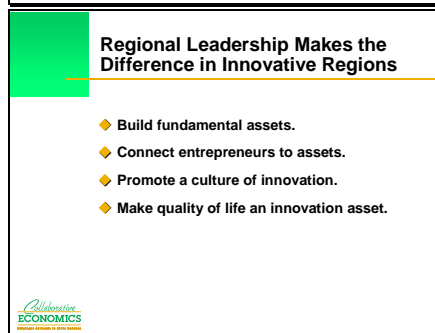 Regional Leadership Makes the
Difference in Innovative Regions
Build fundamental assets.
Connect entrepreneurs to assets.
Promote a culture of innovation.
Make quality of life an innovation asset.
Collaborative
ECONOMICS